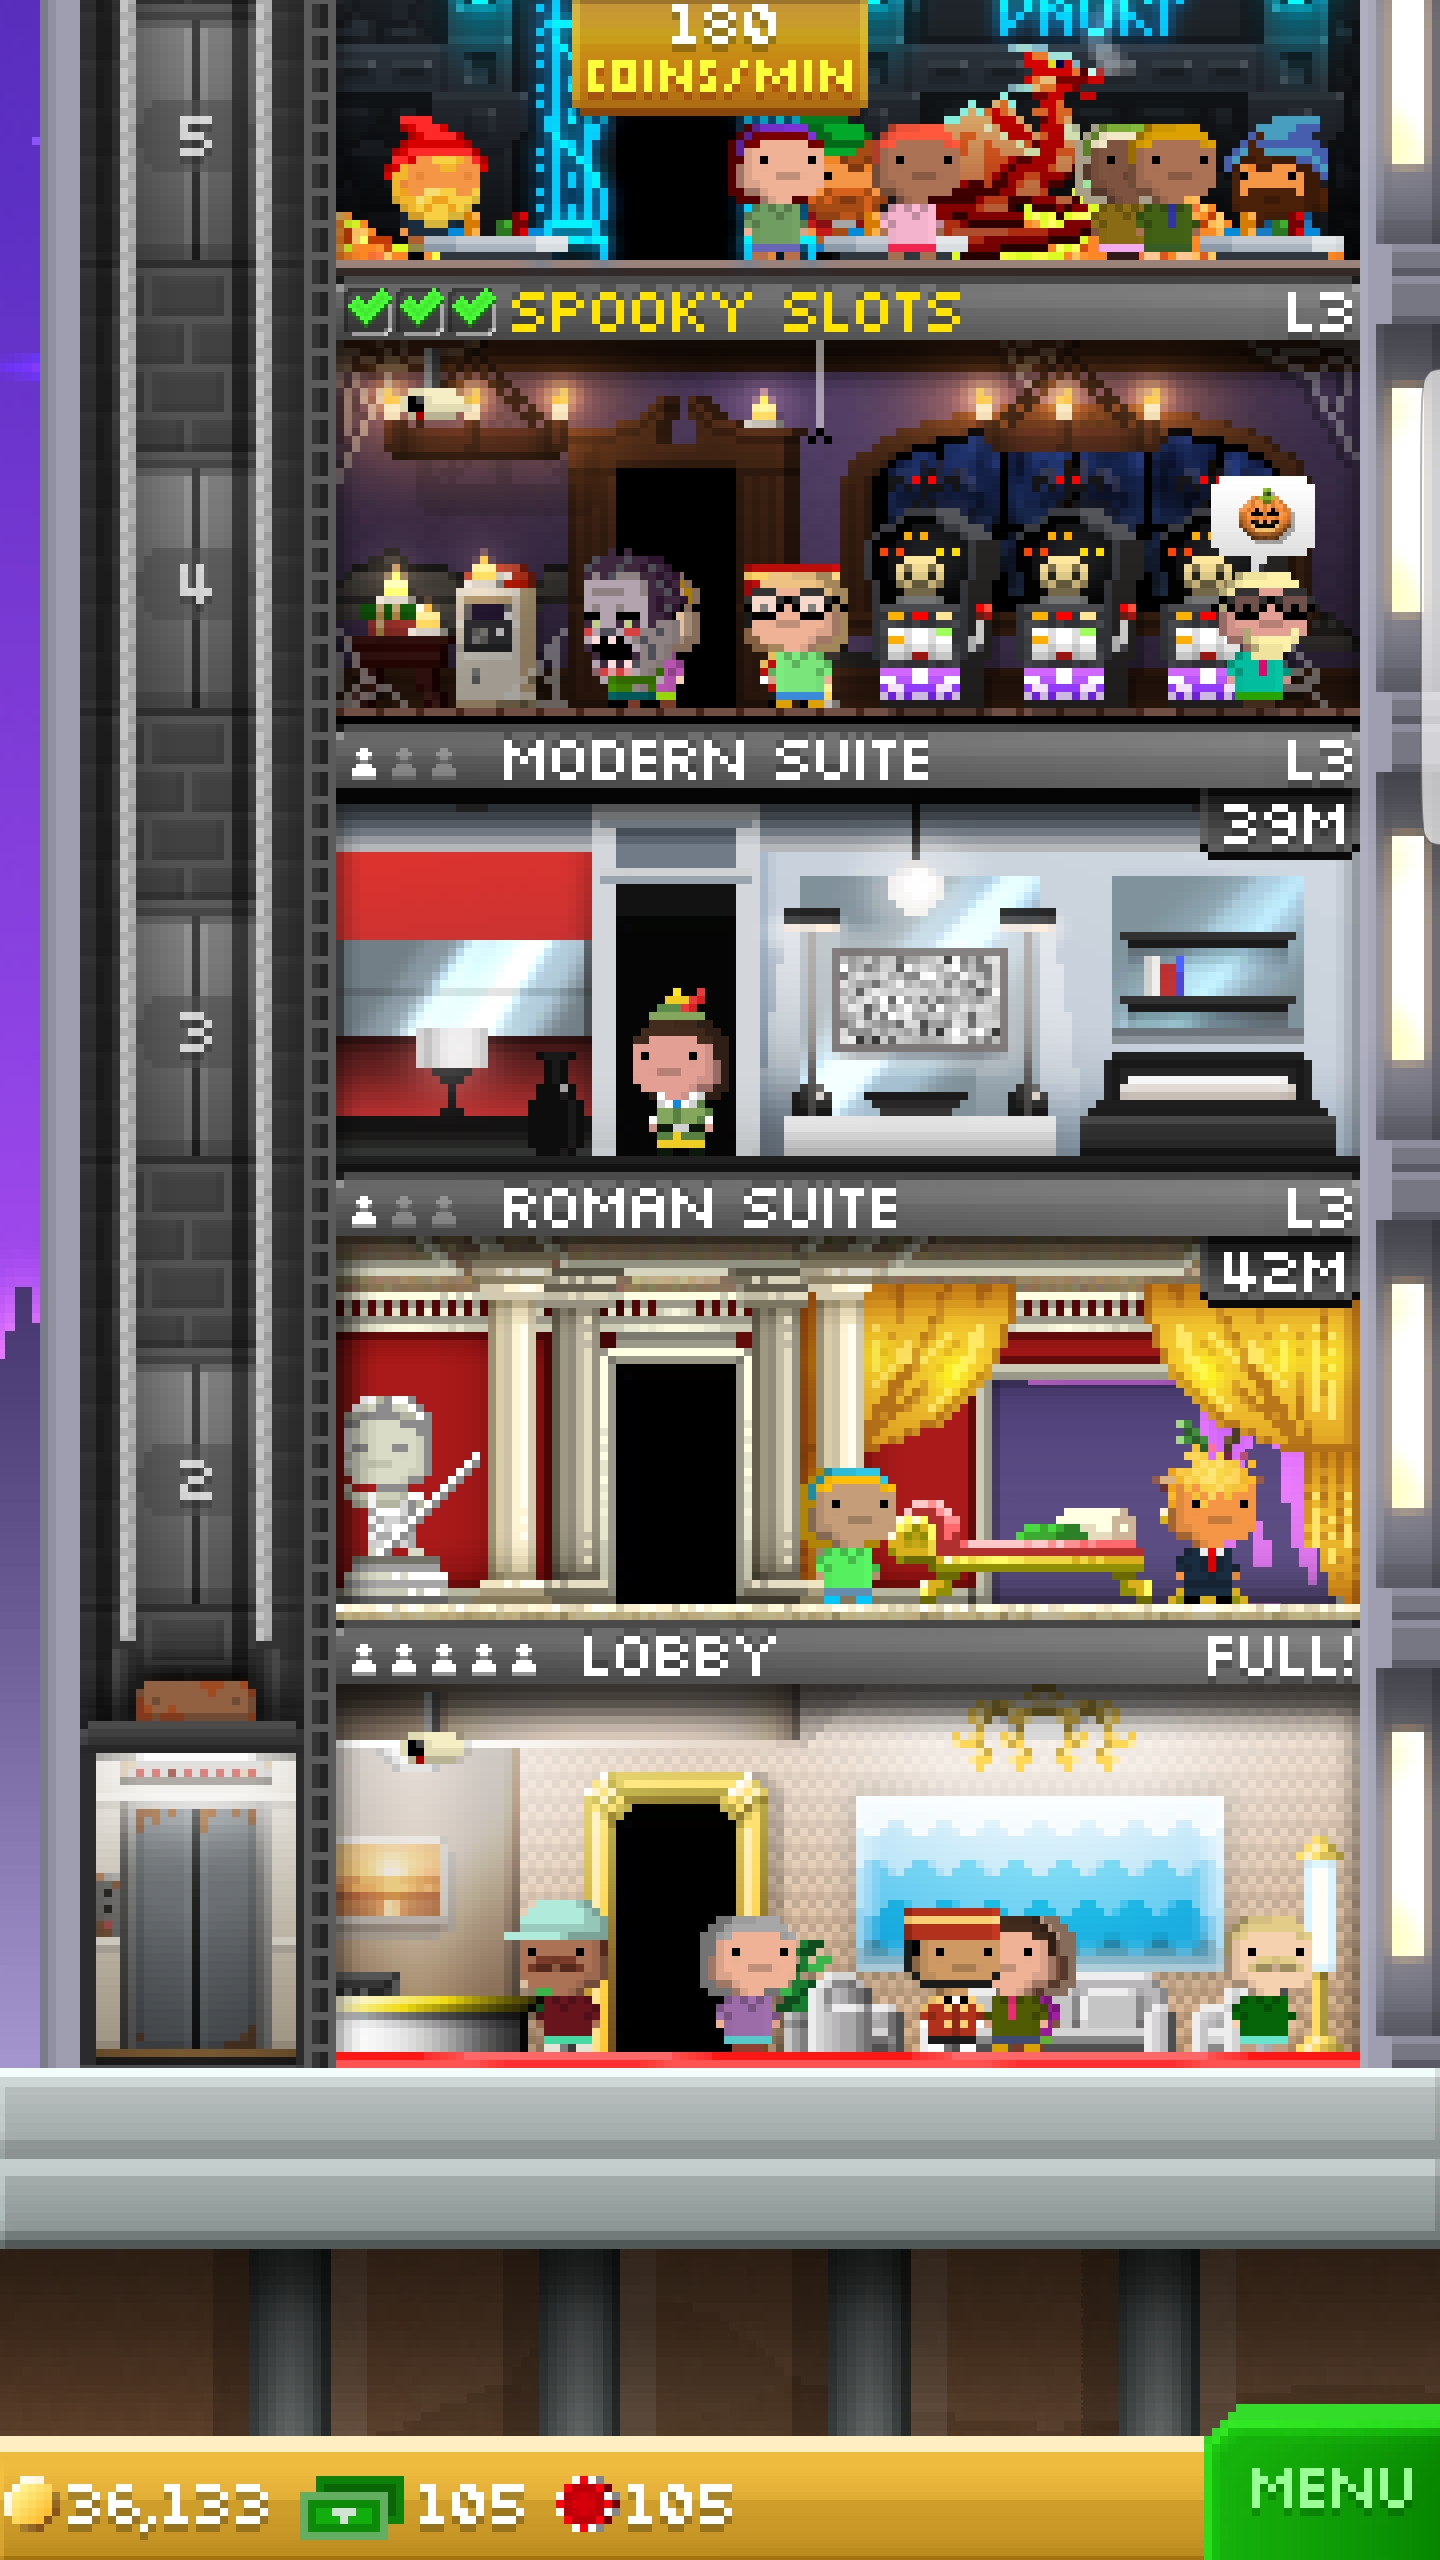 180
COINS/MIN
5
SPOOKY SLOTS L3
4
MODERN SUITE L3
39M
3
ROMAN SUITE L3
42M
2
LOBBY FULL!
36,133 105 105 MENU